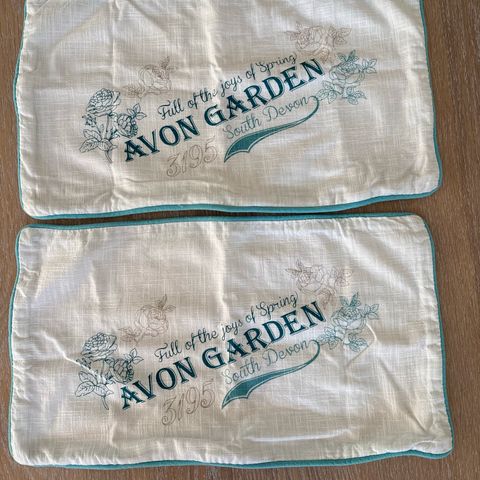 Full of the joys of Spring
AVON GARDEN
South Devon
3195
Full of the joys of Spring
AVON GARDEN
South Devon
3195